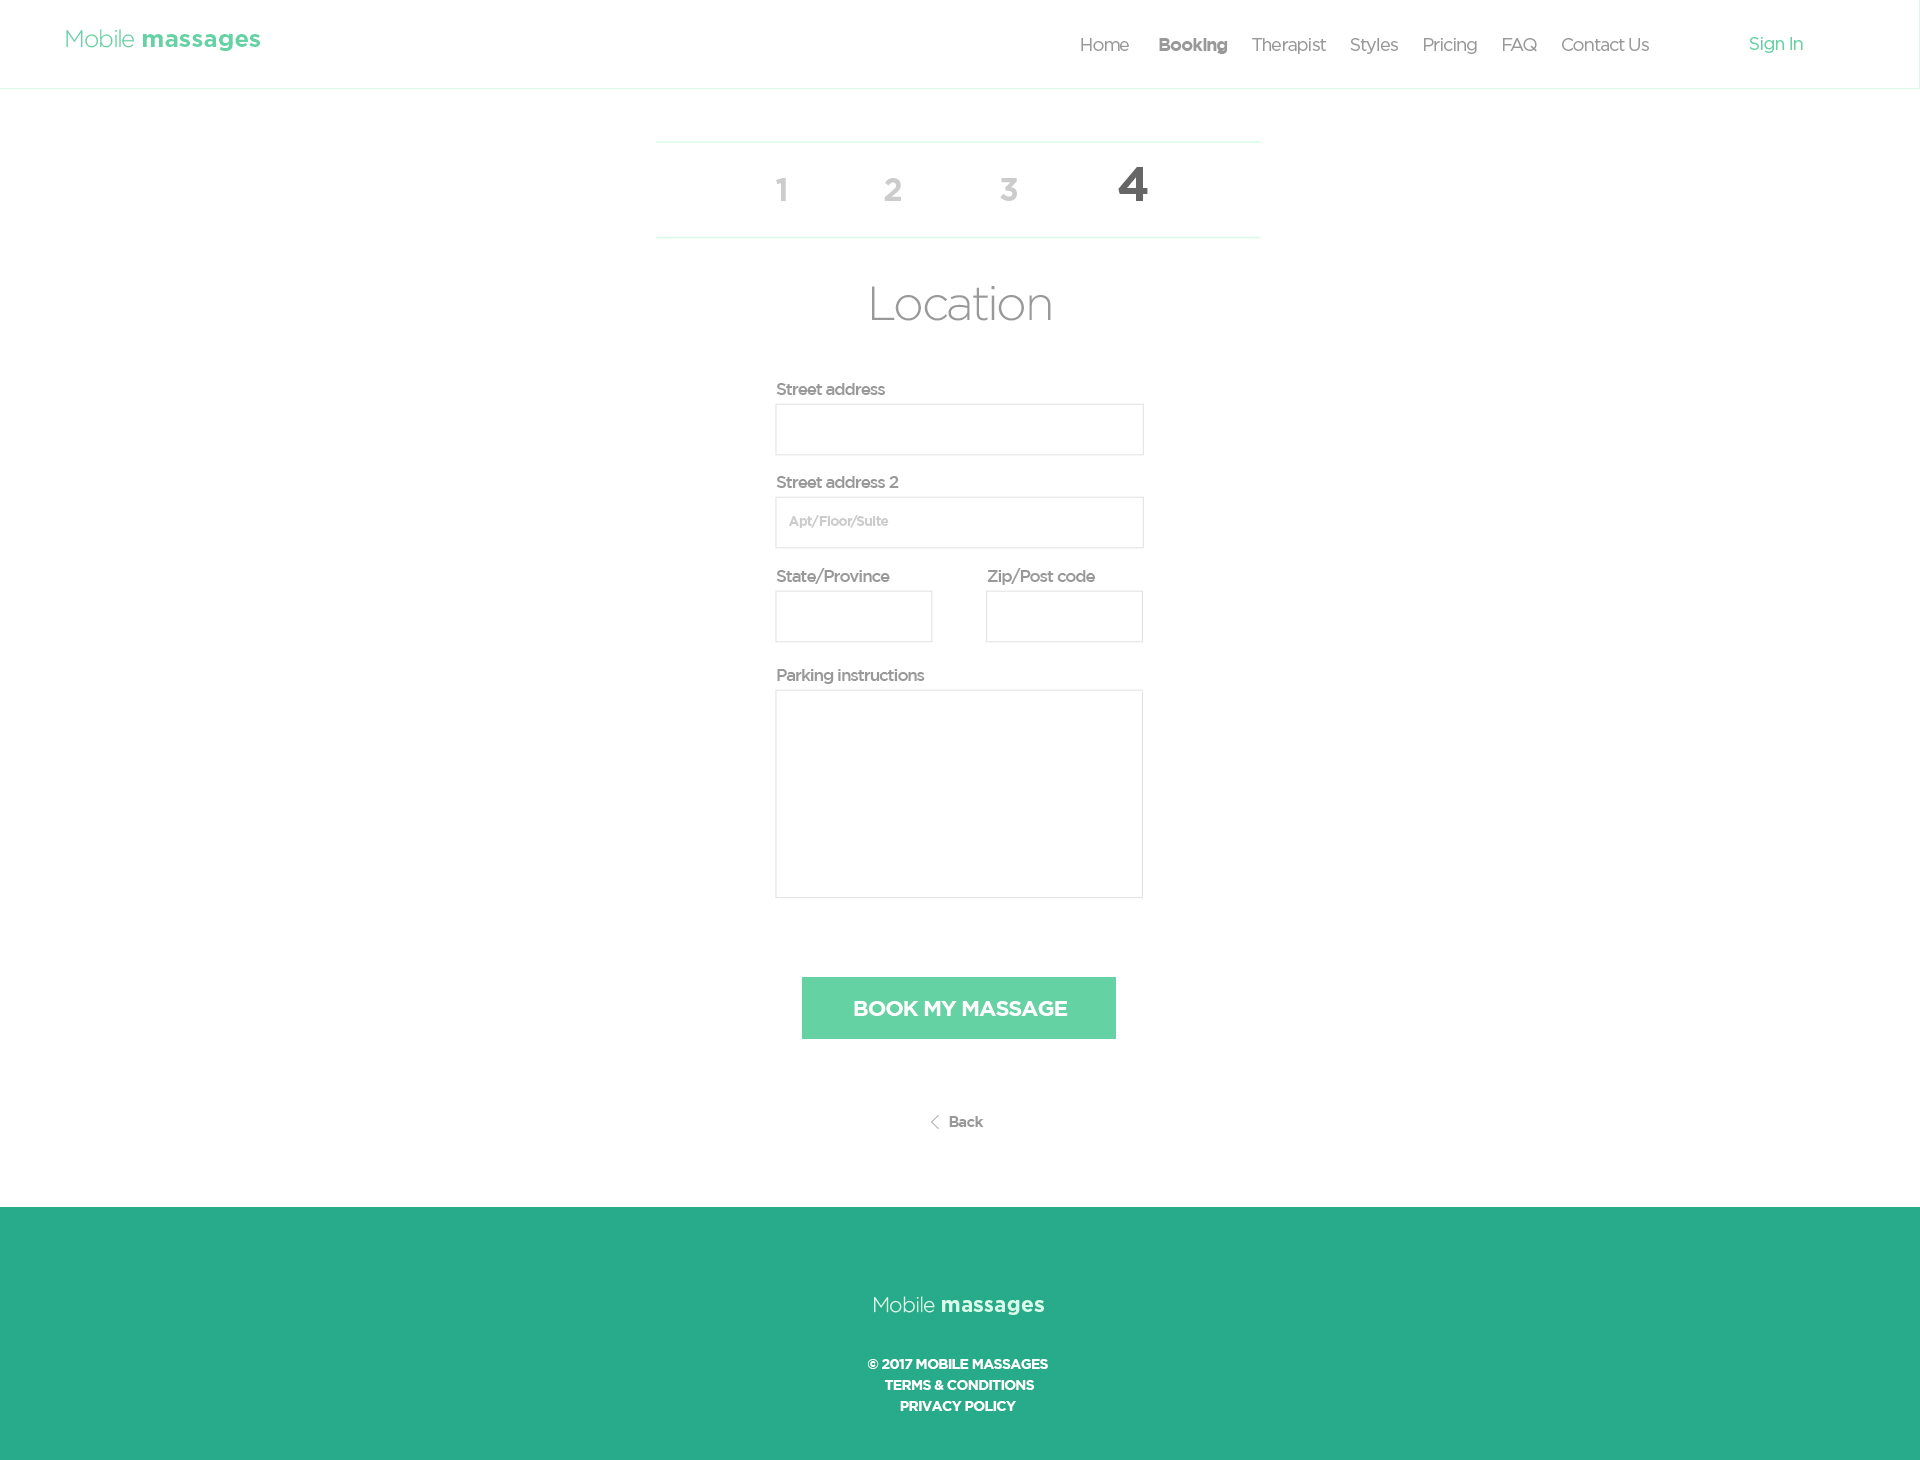 Mobile massages
Home Booking Therapist Styles Pricing FAQ Contact Us Sign In
1 2 3 4
Location
Street address
Street address 2
Apt/Floor/Suite
State/Province Zip/Post code
Parking instructions
BOOK MY MASSAGE
Back
Mobile massages
© 2017 MOBILE MASSAGES
TERMS & CONDITIONS
PRIVACY POLICY